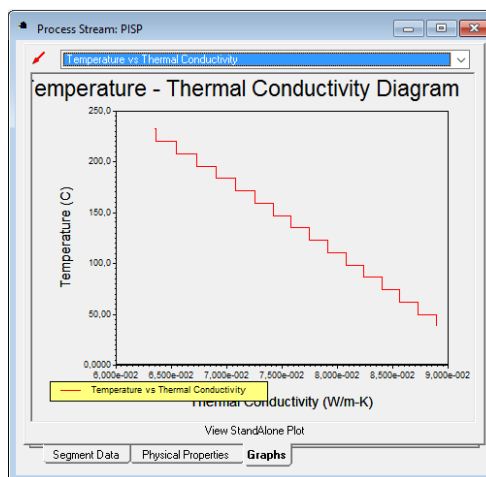 Process Stream: PISP
Temperature vs Thermal Conductivity
Temperature - Thermal Conductivity Diagram
250,0
200,0
150,0
100,0
50,00
0,0000
Temperature (C)
6,000e-002 6,500e-002 7,000e-002 7,500e-002 8,000e-002 8,500e-002 9,000e-002
Temperature vs Thermal Conductivity
Thermal Conductivity (W/m-K)
View StandAlone Plot
Segment Data Physical Properties Graphs